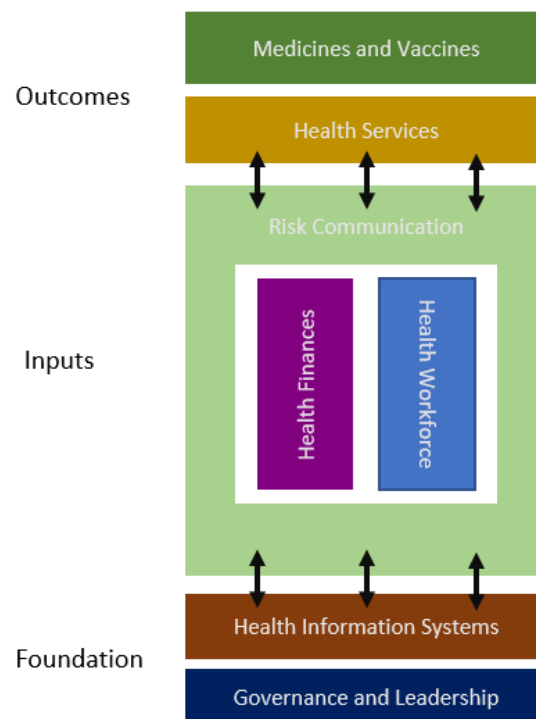 Medicines and Vaccines
Outcomes
Health Services
Risk Communication
Inputs
Health Finances
Health Workforce
Health Information Systems
Foundation
Governance and Leadership